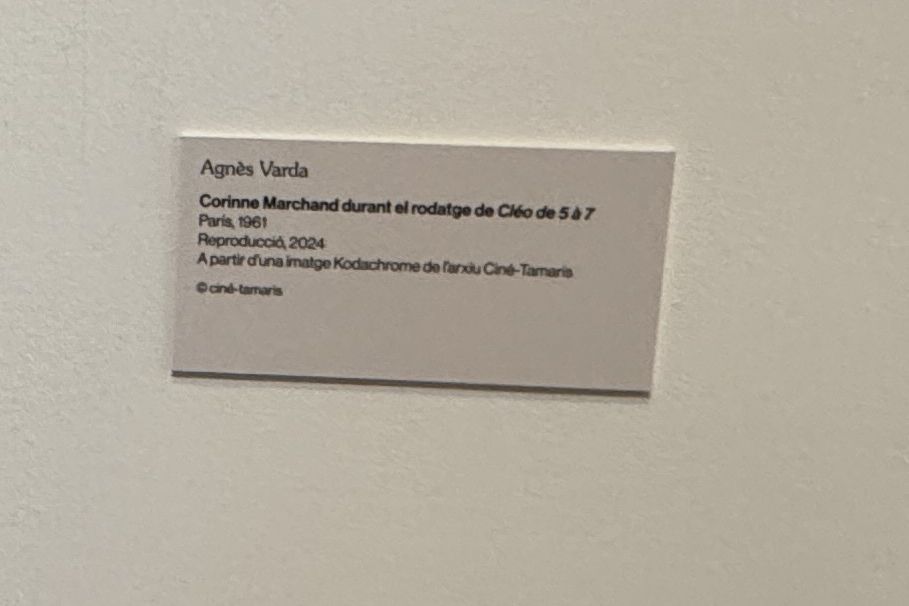 Agnès Varda
Corinne Marchand durant el rodatge de Cléo de 5 à 7
París, 1961
Reproducció, 2024
A partir d'una imatge Kodachrome de l'arxiu Ciné-Tamaris
© ciné-tamaris